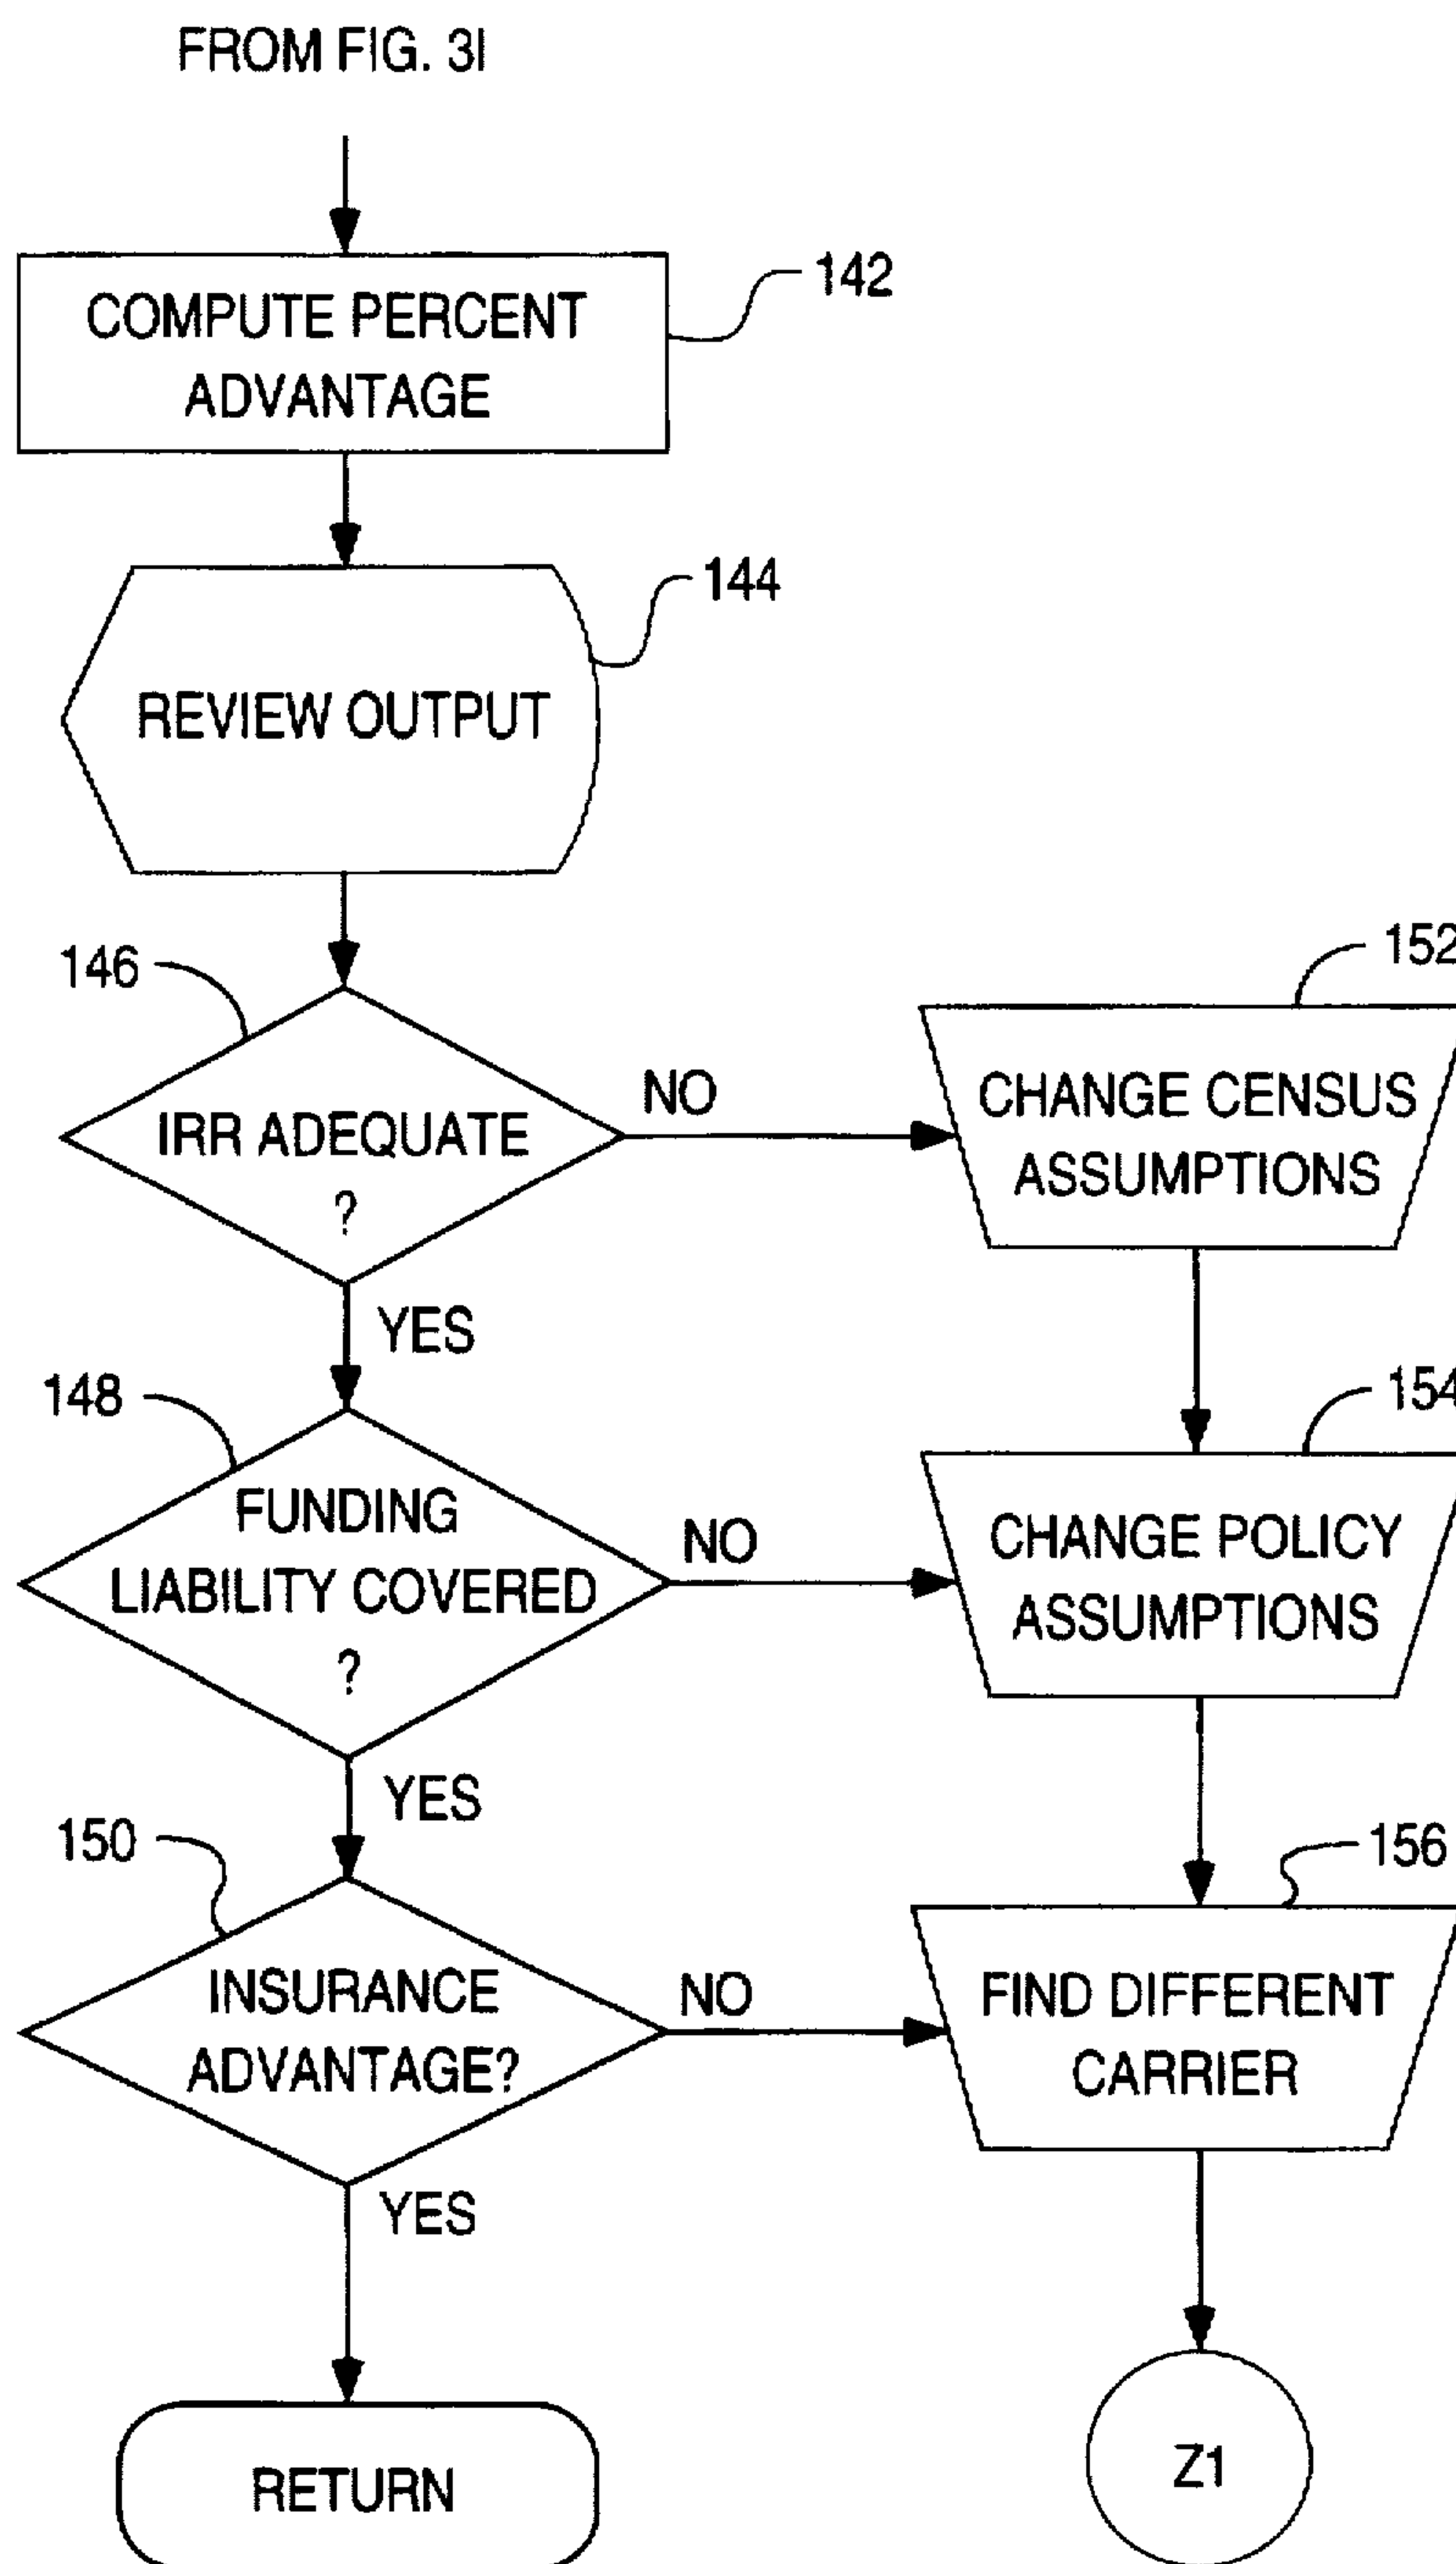 FROM FIG. 3I
COMPUTE PERCENT
ADVANTAGE
142
REVIEW OUTPUT
144
146
IRR ADEQUATE
?
NO
152
CHANGE CENSUS
ASSUMPTIONS
YES
148
FUNDING
LIABILITY COVERED
?
NO
154
CHANGE POLICY
ASSUMPTIONS
YES
150
INSURANCE
ADVANTAGE?
NO
156
FIND DIFFERENT
CARRIER
YES
RETURN
Z1